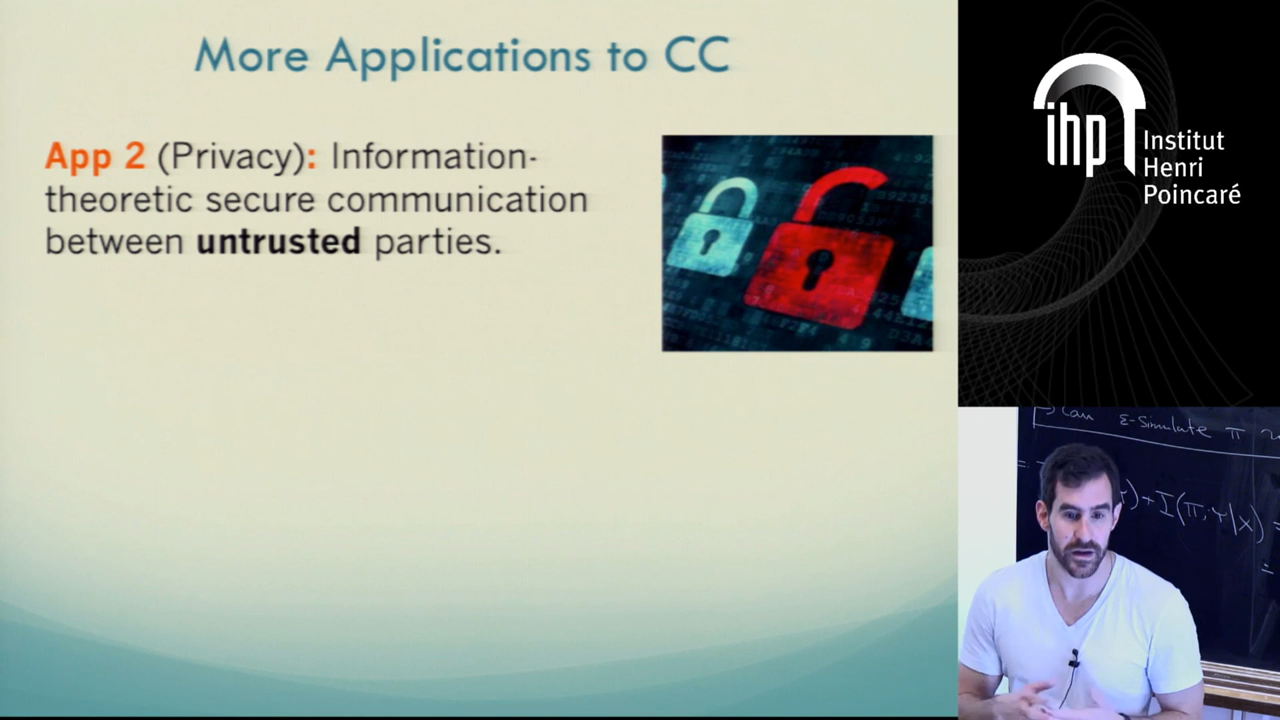 More Applications to CC
App 2 (Privacy): Information-
theoretic secure communication
between untrusted parties.
ihp
Institut
Henri
Poincaré
Can ε-Simulate π
) + I(π; Y|X) =